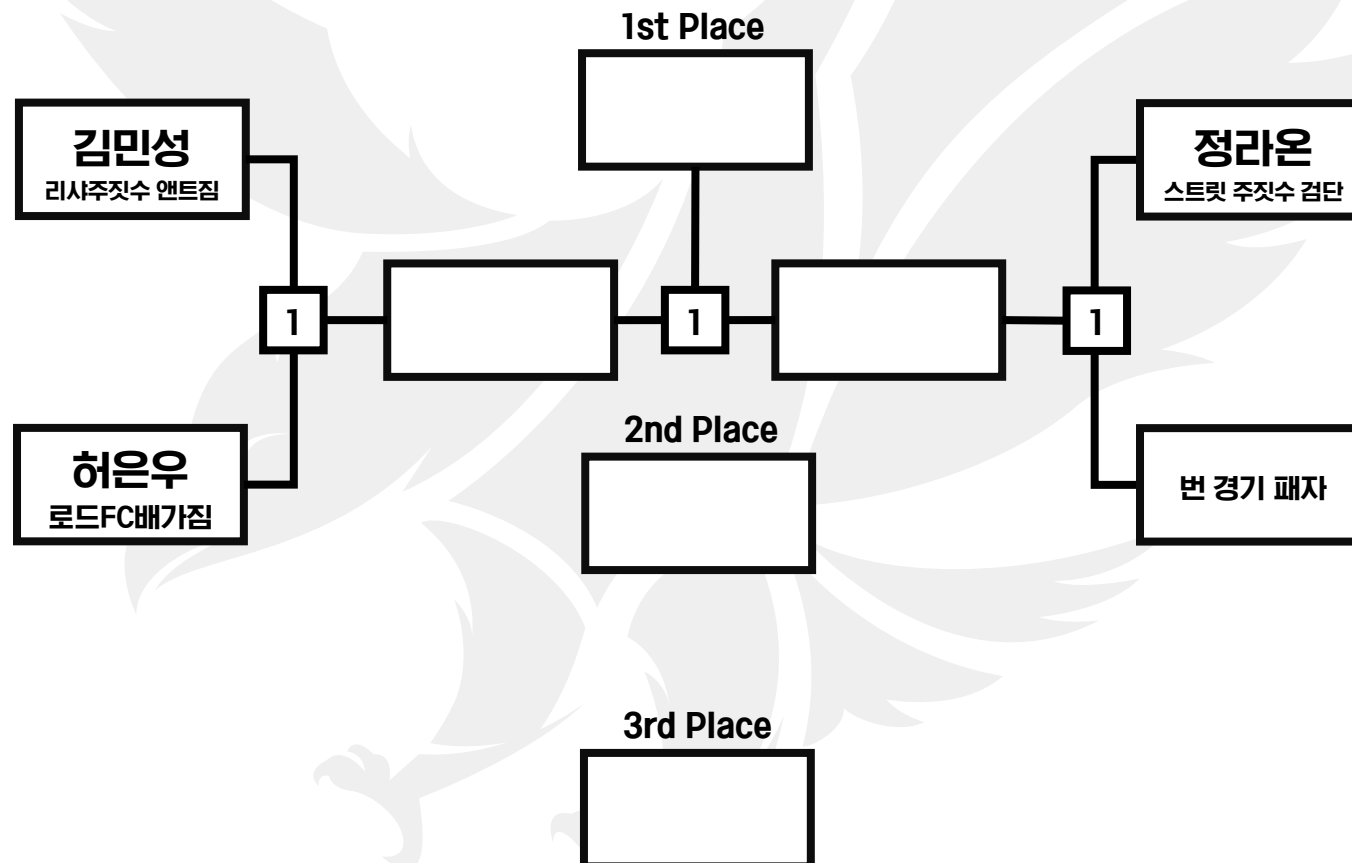 1st Place
김민성
리샤주짓수 앤트짐
정라온
스트릿 주짓수 검단
1
1
1
허은우
로드FC배가짐
2nd Place
번 경기 패자
3rd Place